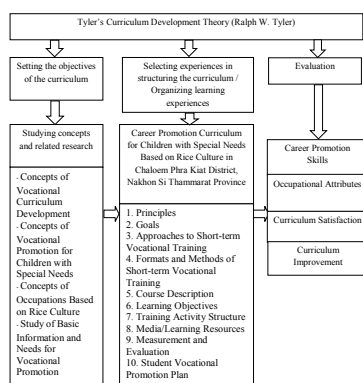 Tyler's Curriculum Development Theory (Ralph W. Tyler)
Setting the objectives
of the curriculum
Selecting experiences in
structuring the curriculum /
Organizing learning
experiences
Evaluation
Studying concepts
and related research
- Concepts of
Vocational
Curriculum
Development
- Concepts of
Vocational
Promotion for
Children with
Special Needs
- Concepts of
Occupations Based
on Rice Culture
- Study of Basic
Information and
Needs for
Vocational
Promotion
Career Promotion Curriculum
for Children with Special Needs
Based on Rice Culture in
Chaloem Phra Kiat District,
Nakhon Si Thammarat Province
1. Principles
2. Goals
3. Approaches to Short-term
Vocational Training
4. Formats and Methods of
Short-term Vocational
Training
5. Course Description
6. Learning Objectives
7. Training Activity Structure
8. Media/Learning Resources
9. Measurement and
Evaluation
10. Student Vocational
Promotion Plan
Career Promotion
Skills
Occupational Attributes
Curriculum Satisfaction
Curriculum
Improvement